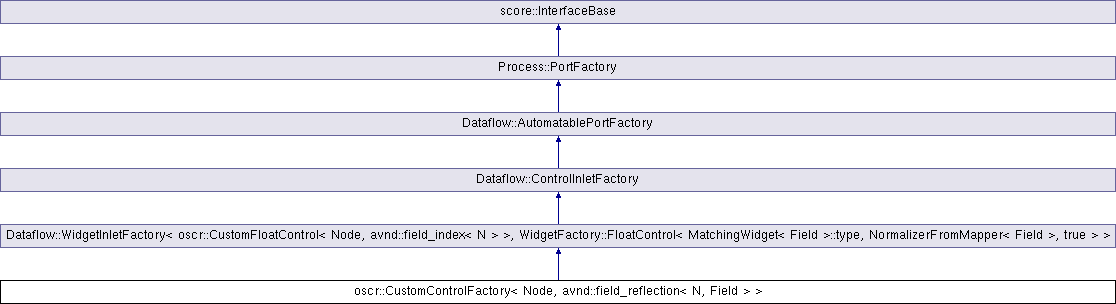 score::InterfaceBase
Process::PortFactory
Dataflow::AutomatablePortFactory
Dataflow::ControlInletFactory
Dataflow::WidgetInletFactory< oscr::CustomFloatControl< Node, avnd::field_index< N > >, WidgetFactory::FloatControl< MatchingWidget< Field >::type, NormalizerFromMapper< Field >, true > >
oscr::CustomControlFactory< Node, avnd::field_reflection< N, Field > >